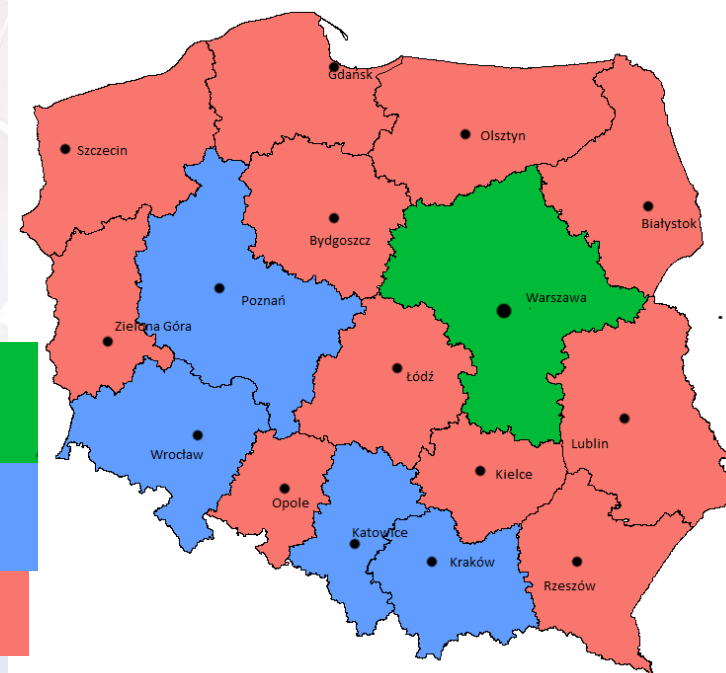 Gdańsk
Olsztyn
Szczecin
Białystok
Bydgoszcz
Warszawa
Poznań
Zielona Góra
Łódź
Lublin
Wrocław
Kielce
Opole
Katowice
Kraków
Rzeszów